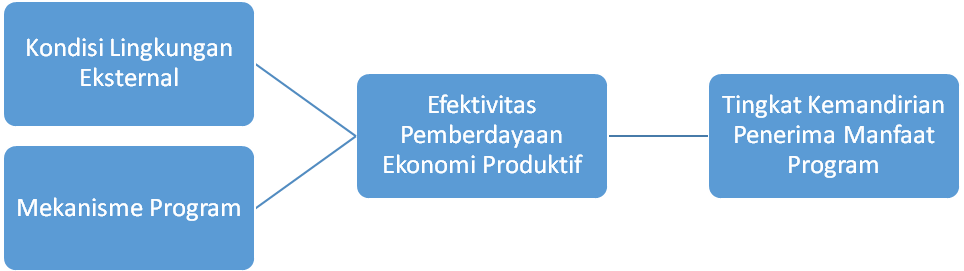 Kondisi Lingkungan
Eksternal
Mekanisme Program
Efektivitas
Pemberdayaan
Ekonomi Produktif
Tingkat Kemandirian
Penerima Manfaat
Program